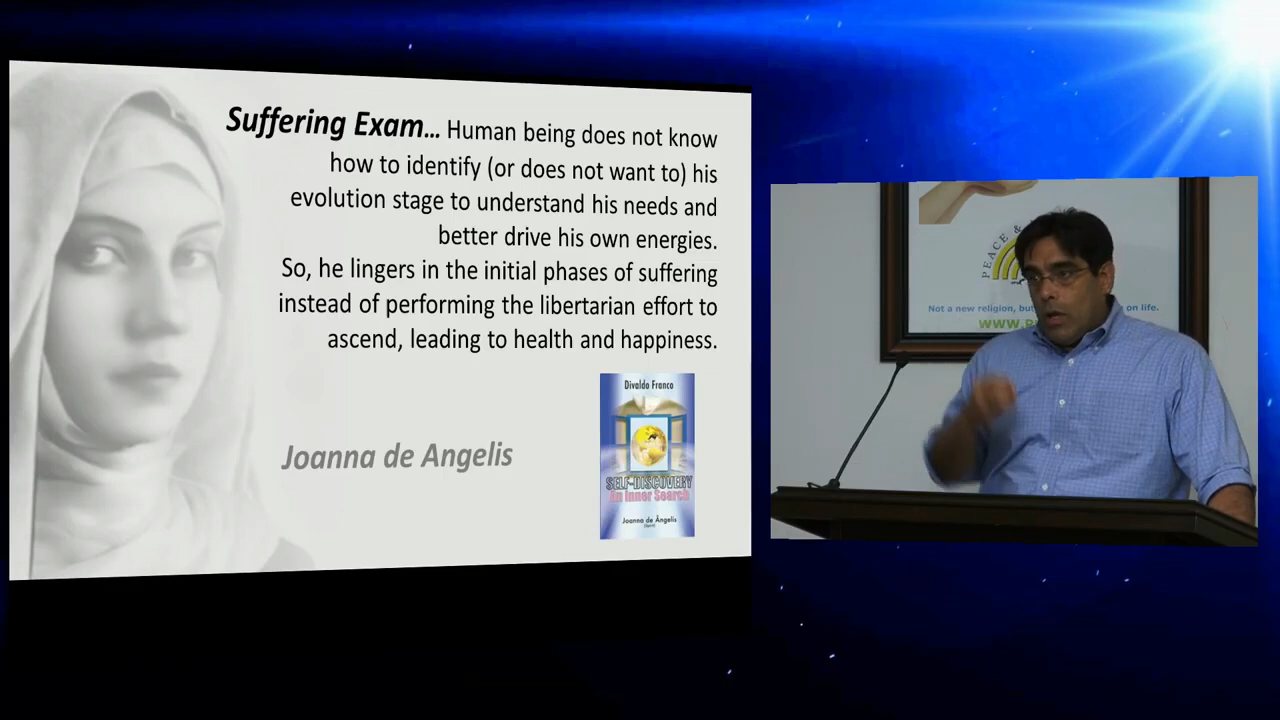 Suffering Exam... Human being does not know
how to identify (or does not want to) his
evolution stage to understand his needs and
better drive his own energies.
So, he lingers in the initial phases of suffering
instead of performing the libertarian effort to
ascend, leading to health and happiness.
Joanna de Angelis
Divaldo Franco
SELF-DISCOVERY
An Inner Search
Joanna de Ângelis
(Spirit)
PEACE &
Not a new religion, but on life.
WWW.